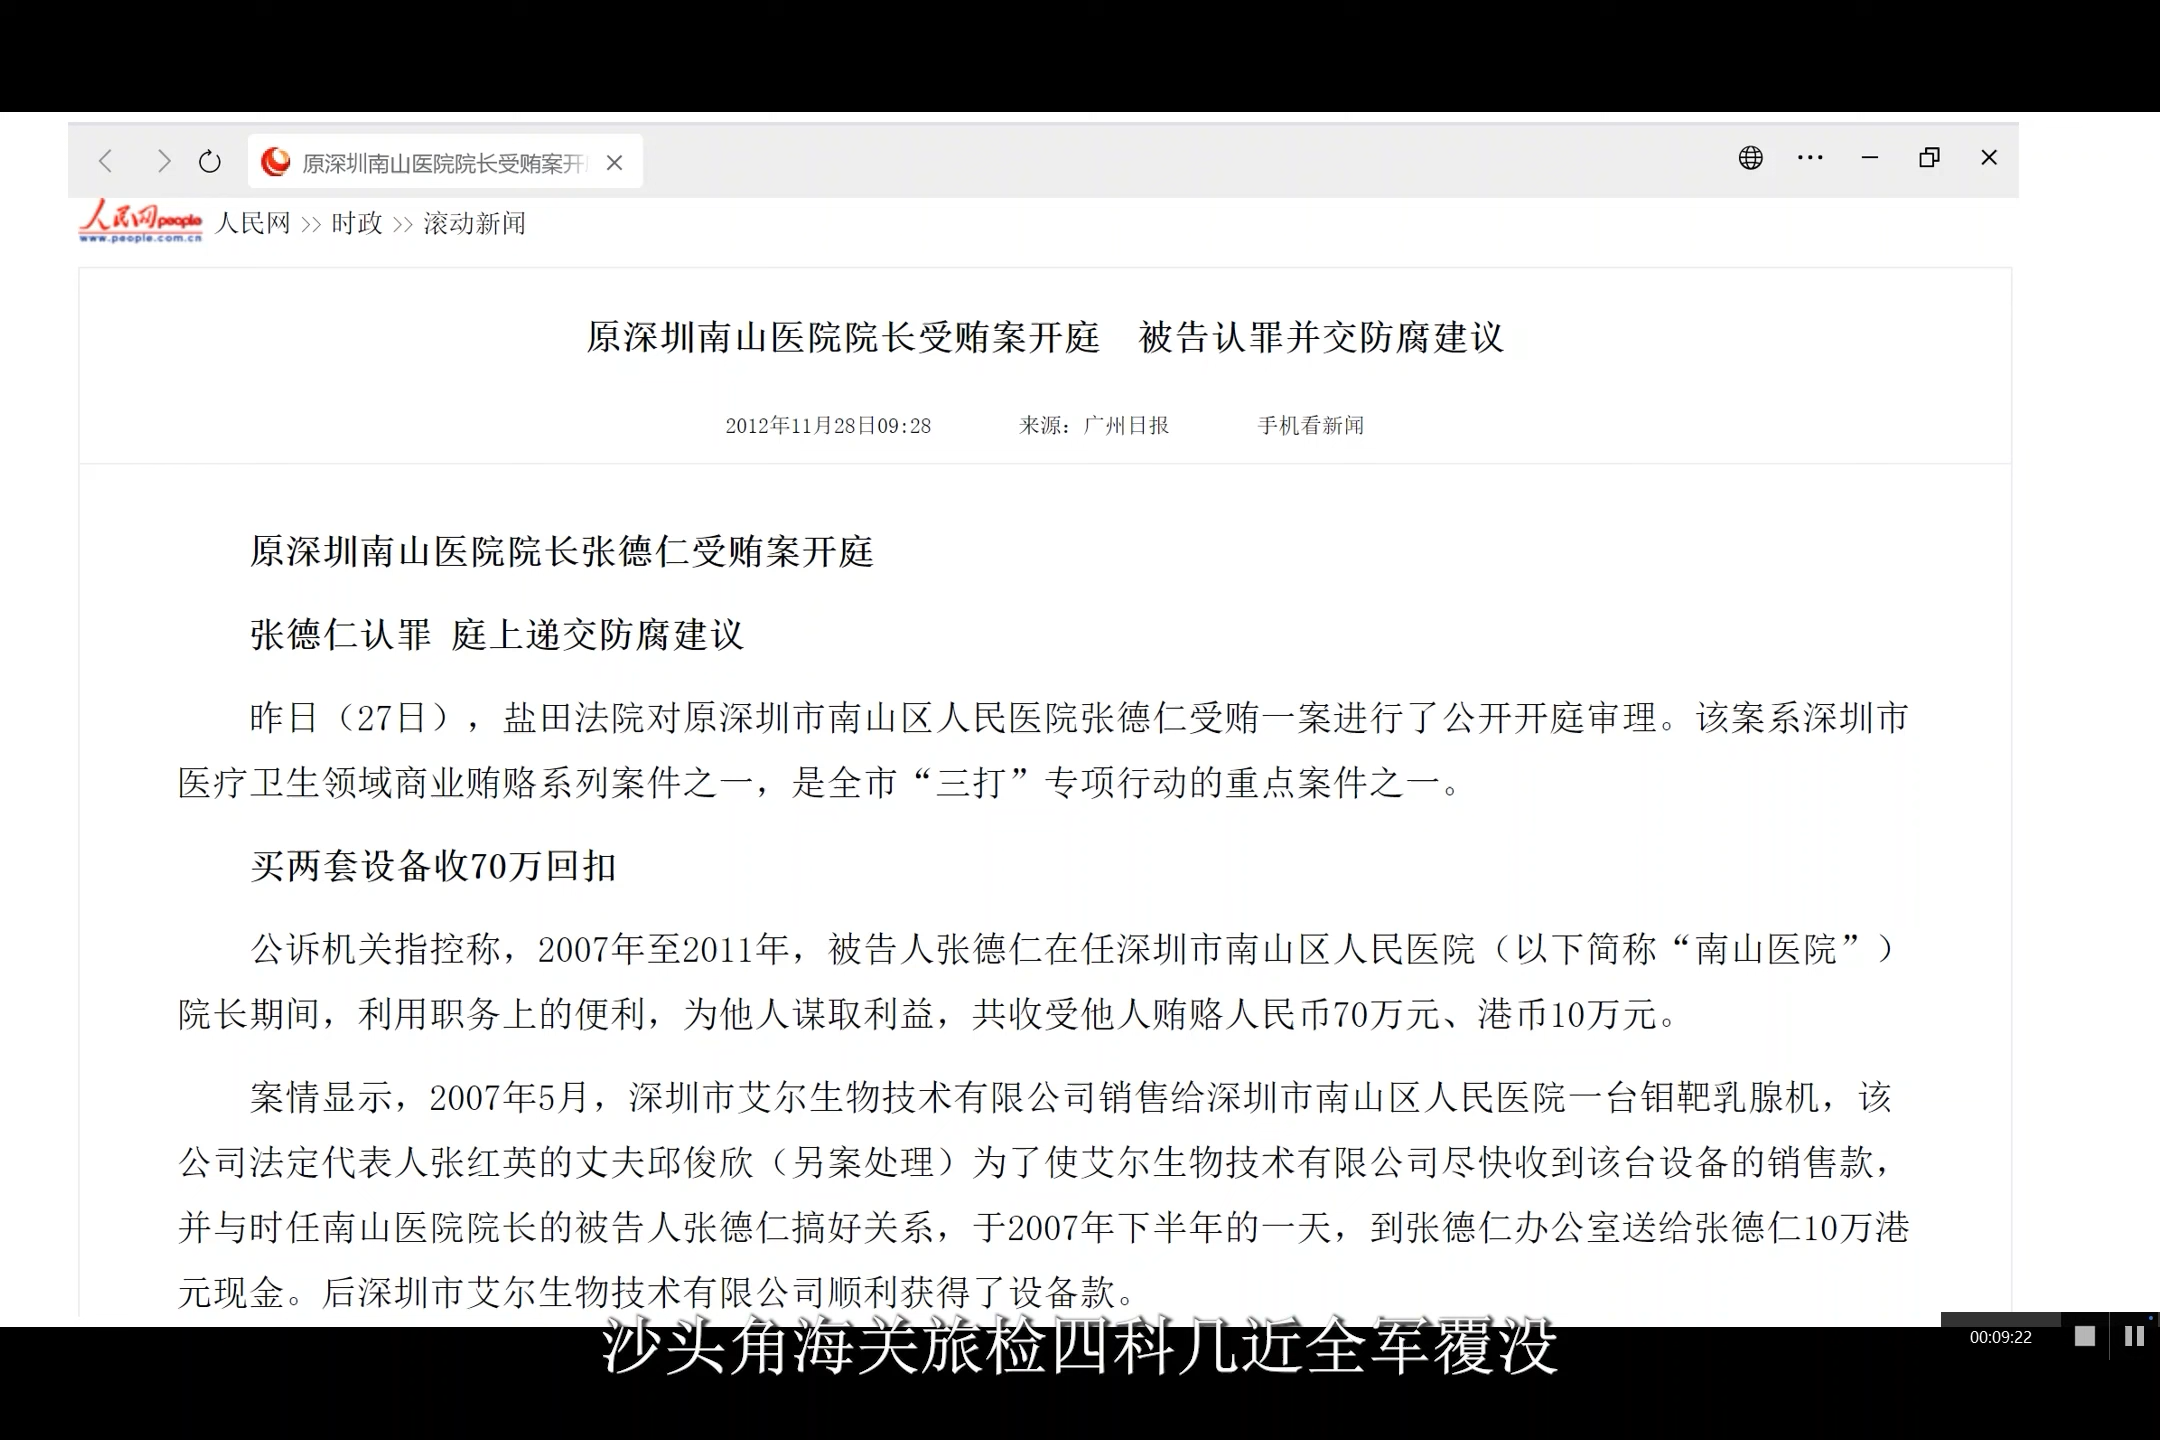 原深圳南山医院院长受贿案开
人民网people
www.people.com.cn
人民网 >> 时政 >> 滚动新闻
原深圳南山医院院长受贿案开庭　被告认罪并交防腐建议
2012年11月28日09:28 来源：广州日报 手机看新闻
原深圳南山医院院长张德仁受贿案开庭
张德仁认罪 庭上递交防腐建议
昨日（27日），盐田法院对原深圳市南山区人民医院张德仁受贿一案进行了公开开庭审理。该案系深圳市
医疗卫生领域商业贿赂系列案件之一，是全市“三打”专项行动的重点案件之一。
买两套设备收70万回扣
公诉机关指控称，2007年至2011年，被告人张德仁在任深圳市南山区人民医院（以下简称“南山医院”）
院长期间，利用职务上的便利，为他人谋取利益，共收受他人贿赂人民币70万元、港币10万元。
案情显示，2007年5月，深圳市艾尔生物技术有限公司销售给深圳市南山区人民医院一台钼靶乳腺机，该
公司法定代表人张红英的丈夫邱俊欣（另案处理）为了使艾尔生物技术有限公司尽快收到该台设备的销售款，
并与时任南山医院院长的被告人张德仁搞好关系，于2007年下半年的一天，到张德仁办公室送给张德仁10万港
元现金。后深圳市艾尔生物技术有限公司顺利获得了设备款。
沙头角海关旅检四科几近全军覆没
00:09:22